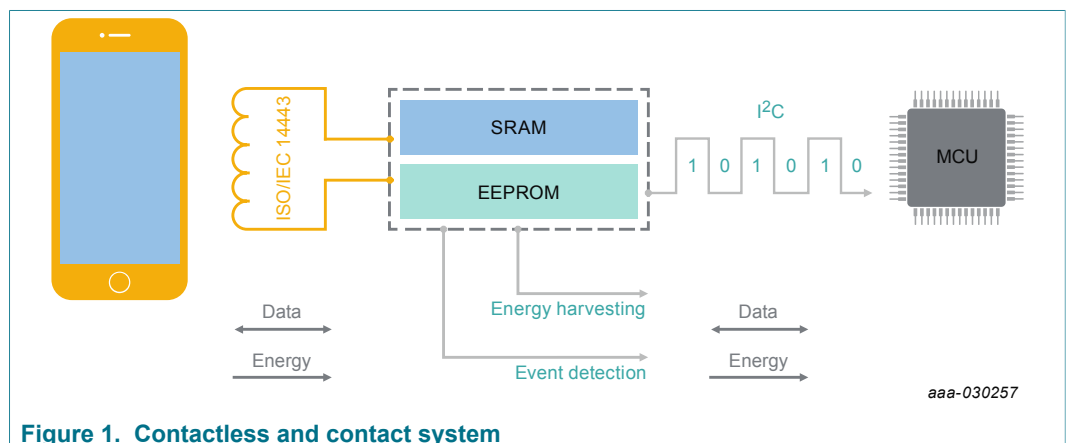 ISO/IEC 14443
SRAM
EEPROM
I²C
1 0 1 0 1 0
MCU
Energy harvesting
Event detection
Data
Energy
Data
Energy
aaa-030257
Figure 1. Contactless and contact system